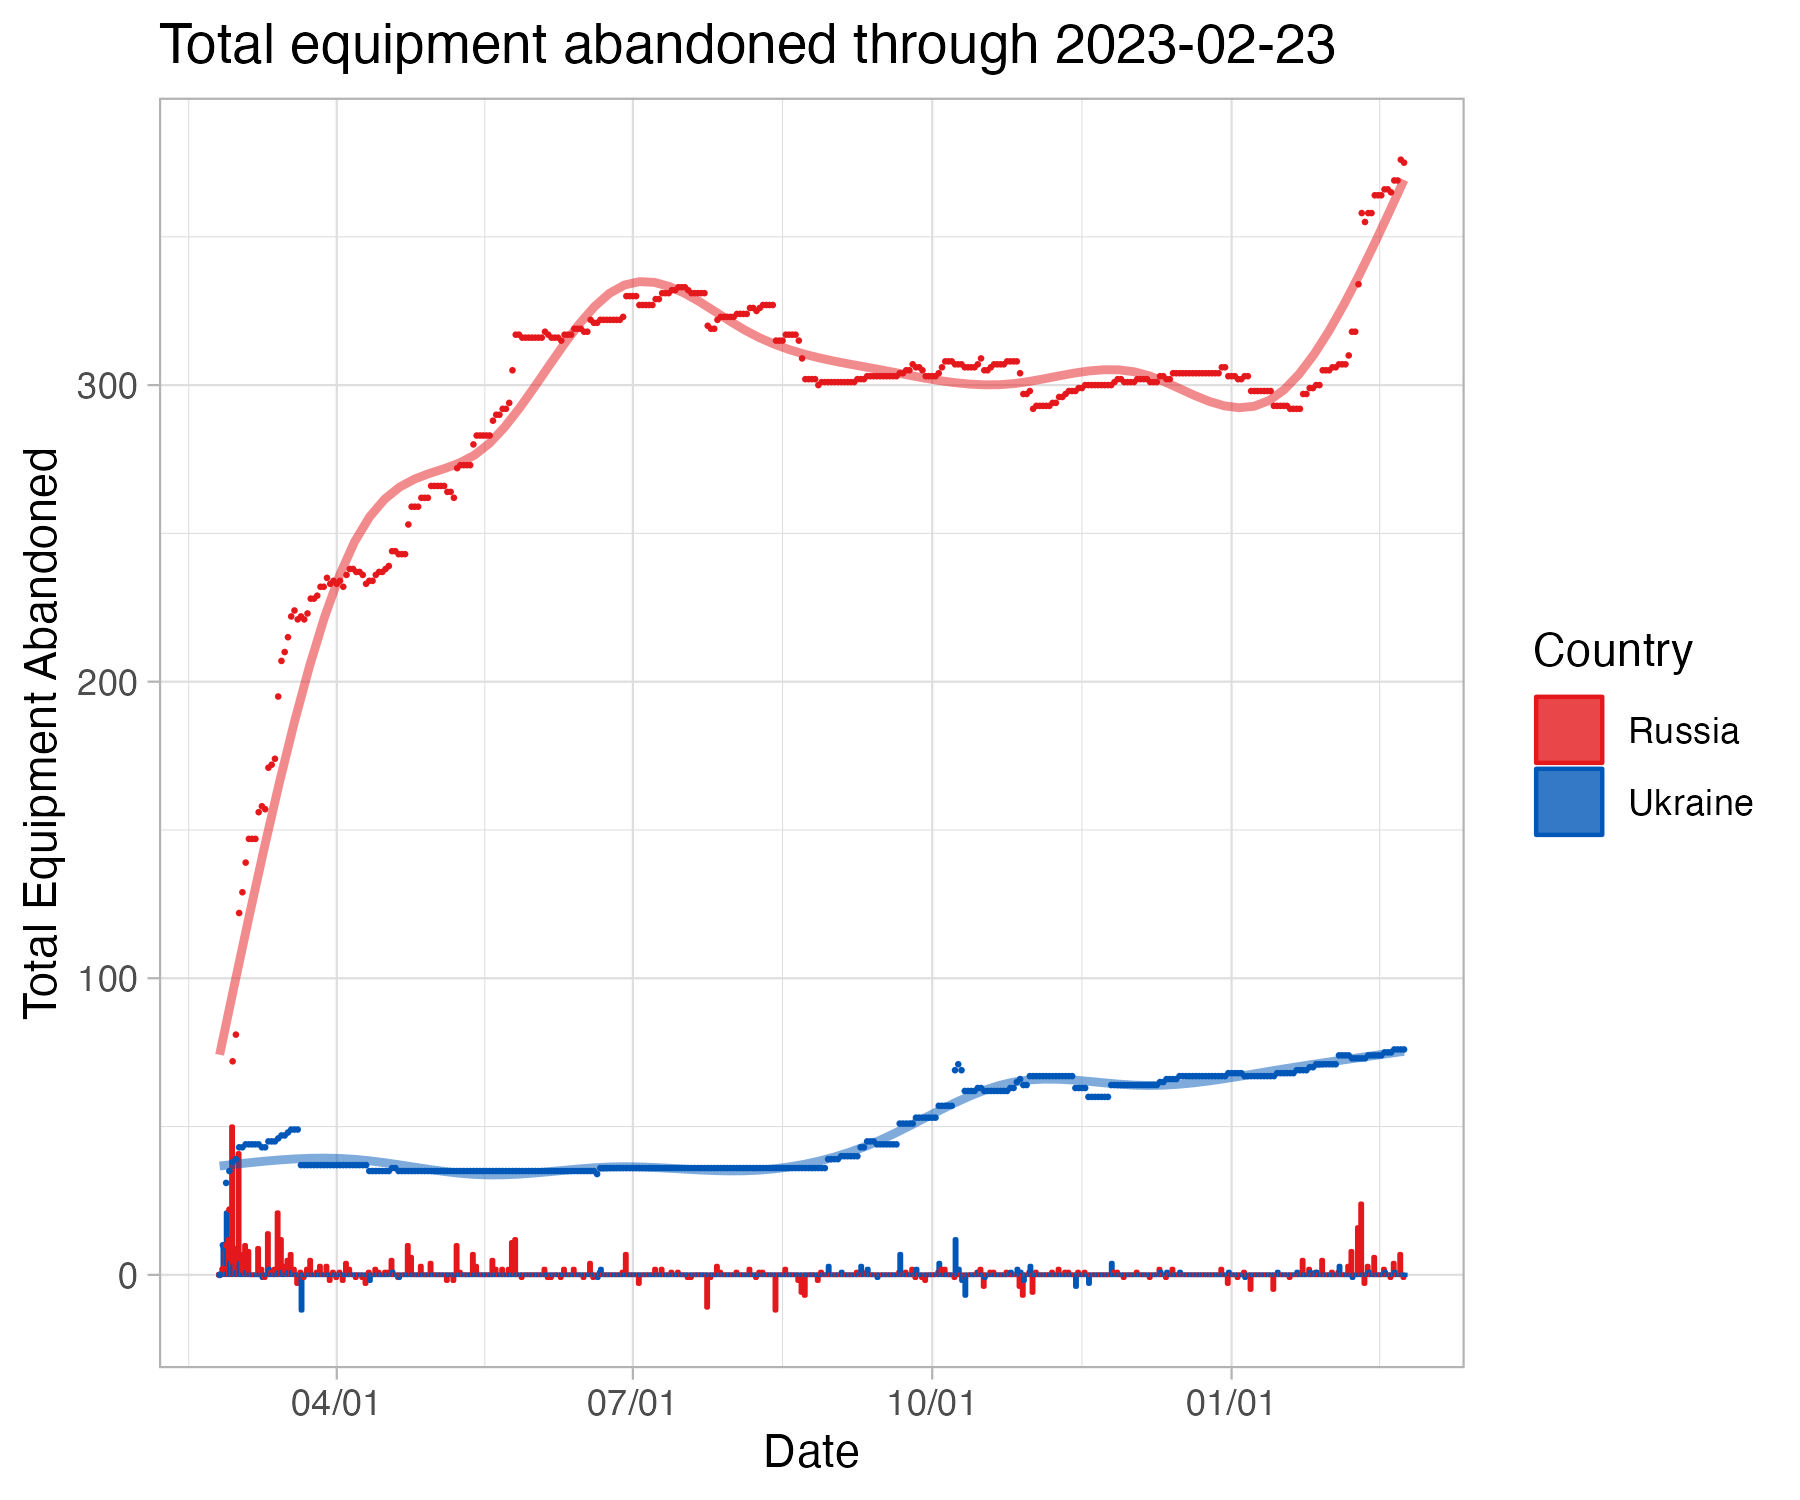 Total equipment abandoned through 2023-02-23
Total Equipment Abandoned
300
200
100
0
04/01
07/01
10/01
01/01
Date
Country
Russia
Ukraine